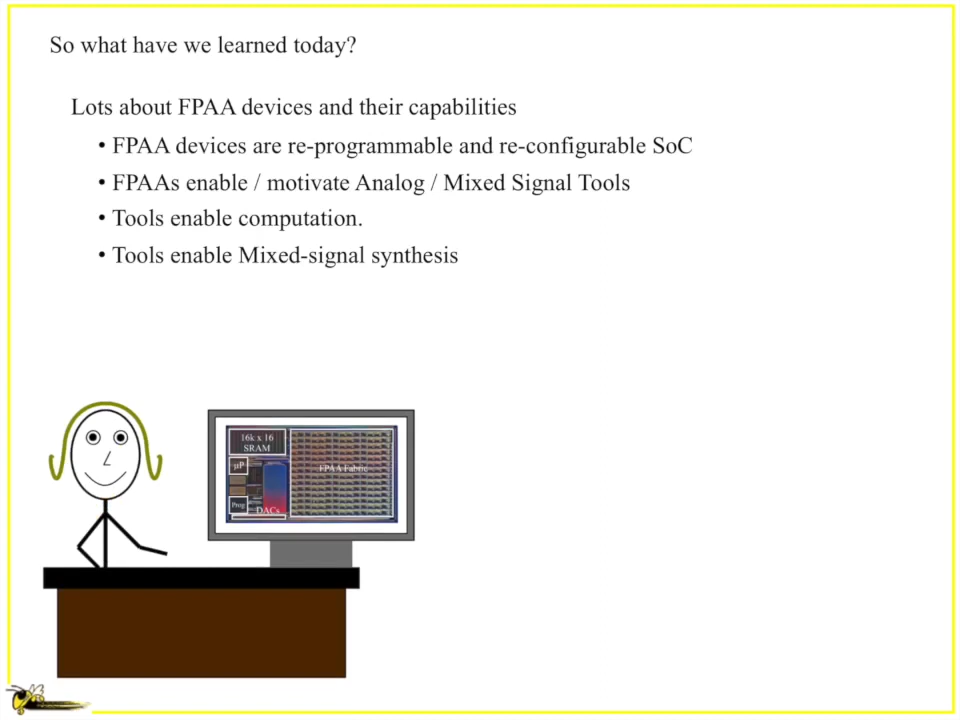 So what have we learned today?
Lots about FPAA devices and their capabilities
• FPAA devices are re-programmable and re-configurable SoC
• FPAAs enable / motivate Analog / Mixed Signal Tools
• Tools enable computation.
• Tools enable Mixed-signal synthesis
16k x 16
SRAM
μP
FPAA Fabric
Prog
DACs